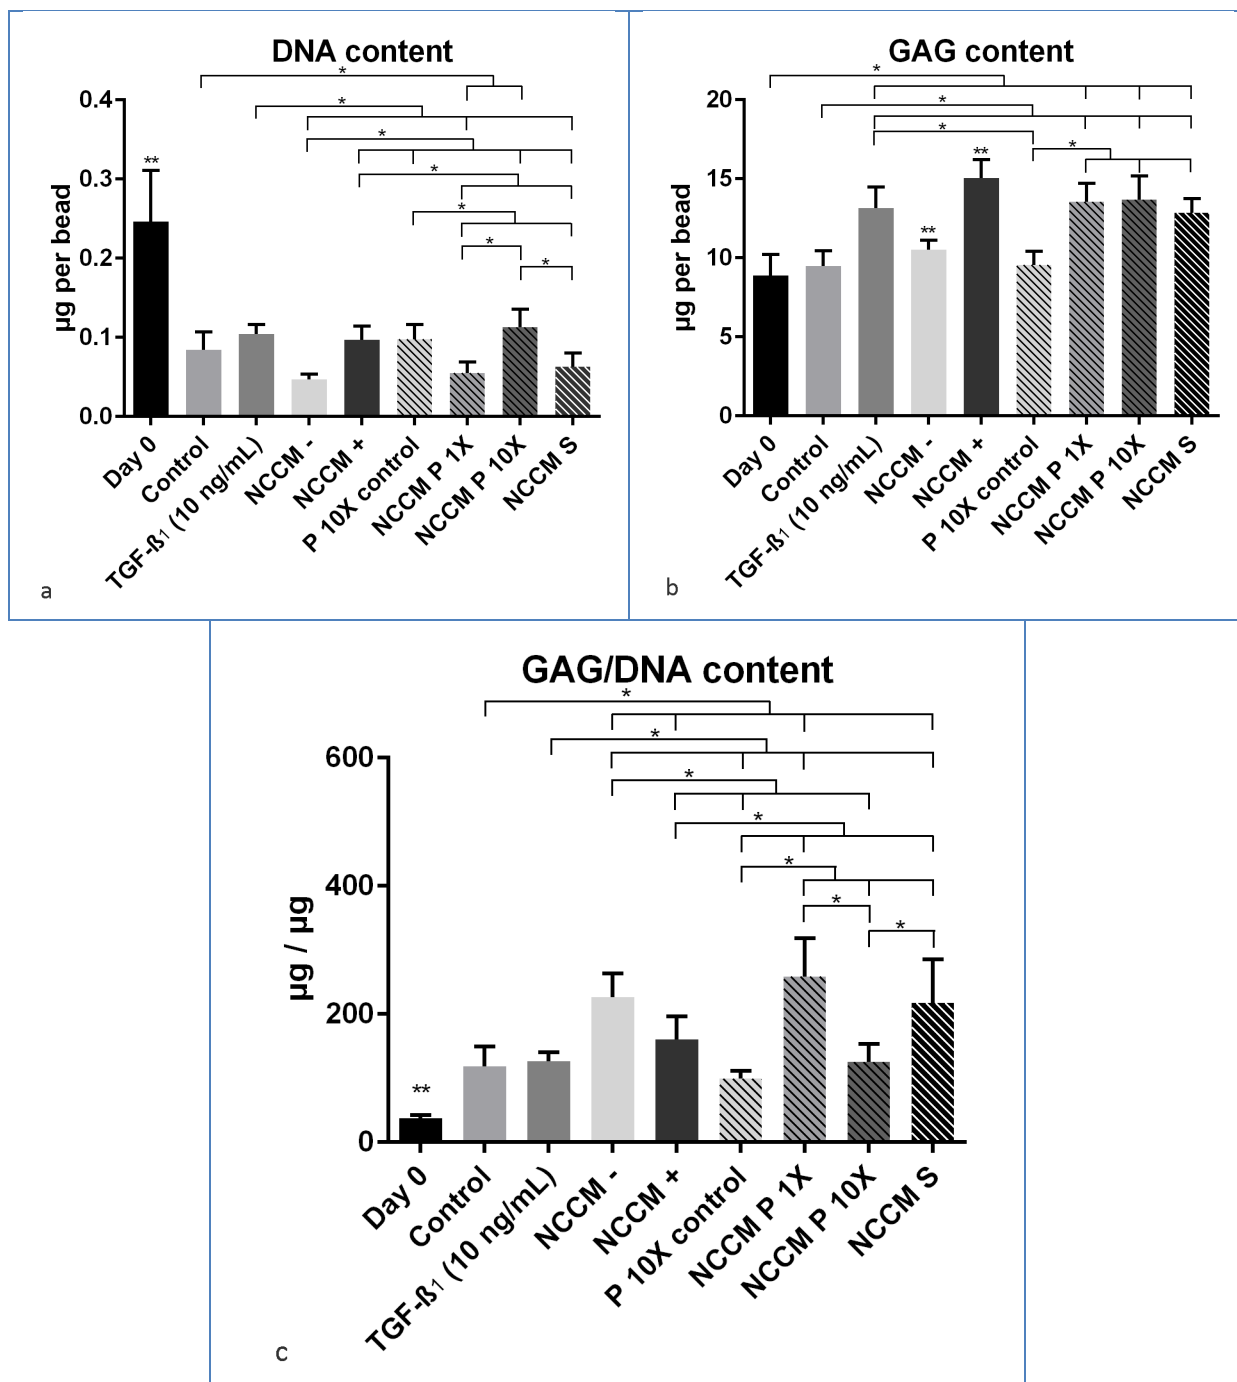 DNA content
*
*
*
*
*
*
*
**
0.4
0.3
0.2
0.1
0.0
µg per bead
Day 0
Control
TGF-ß1 (10 ng/mL)
NCCM -
NCCM +
P 10X control
NCCM P 1X
NCCM P 10X
NCCM S
a
GAG content
*
*
*
*
**
**
20
15
10
5
0
µg per bead
Day 0
Control
TGF-ß1 (10 ng/mL)
NCCM -
NCCM +
P 10X control
NCCM P 1X
NCCM P 10X
NCCM S
b
GAG/DNA content
*
*
*
*
*
*
*
**
600
400
200
0
µg / µg
Day 0
Control
TGF-ß1 (10 ng/mL)
NCCM -
NCCM +
P 10X control
NCCM P 1X
NCCM P 10X
NCCM S
c